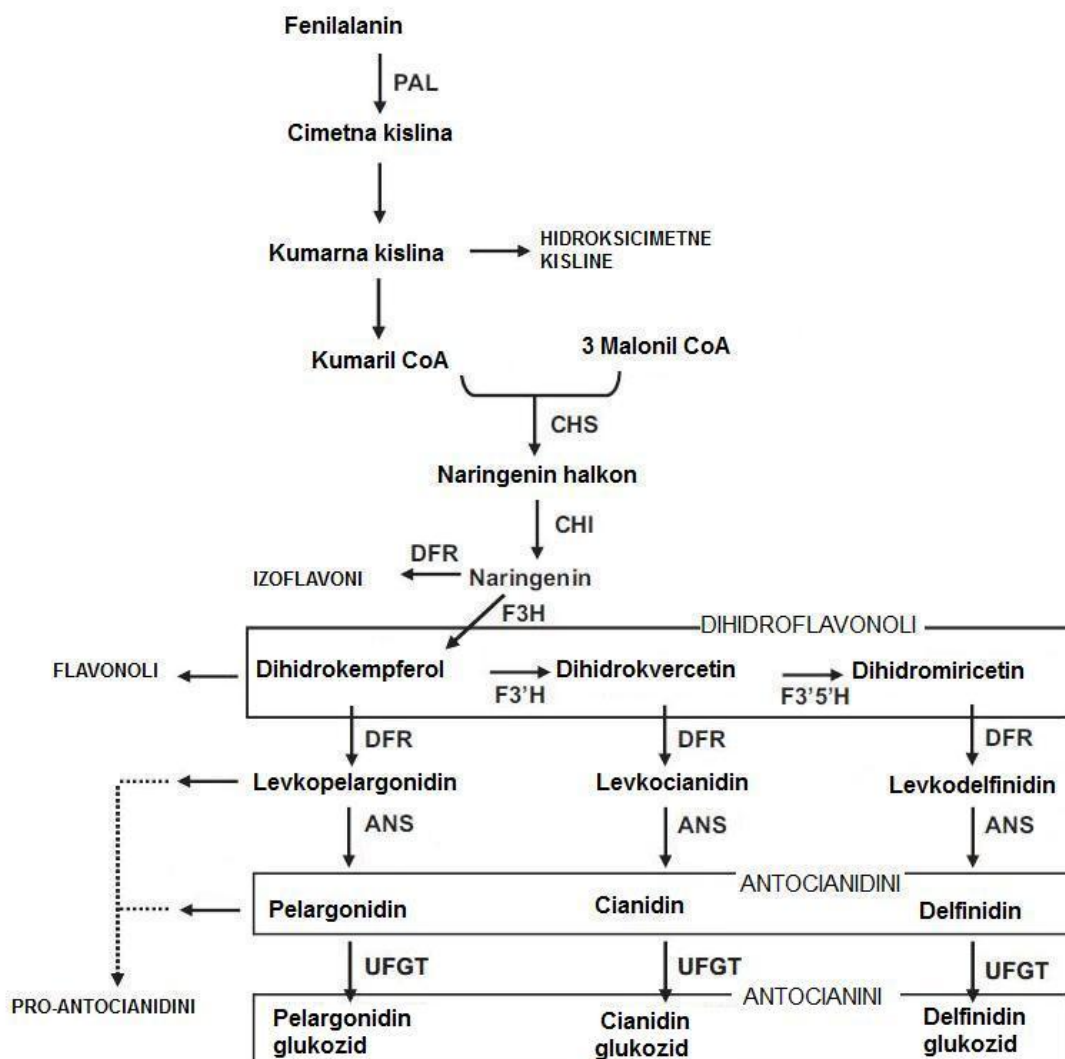 Fenilalanin
PAL
Cimetna kislina
Kumarna kislina
HIDROKSICIMETNE
KISLINE
Kumaril CoA
3 Malonil CoA
CHS
Naringenin halkon
CHI
DFR
IZOFLAVONI
Naringenin
F3H
DIHIDROFLAVONOLI
FLAVONOLI
Dihidrokempferol
F3'H
Dihidrokvercetin
F3'5'H
Dihidromiricetin
DFR
DFR
DFR
Levkopelargonidin
Levkocianidin
Levkodelfinidin
ANS
ANS
ANS
ANTOCIANIDINI
Pelargonidin
Cianidin
Delfinidin
UFGT
UFGT
UFGT
PRO-ANTOCIANIDINI
ANTOCIANINI
Pelargonidin
glukozid
Cianidin
glukozid
Delfinidin
glukozid